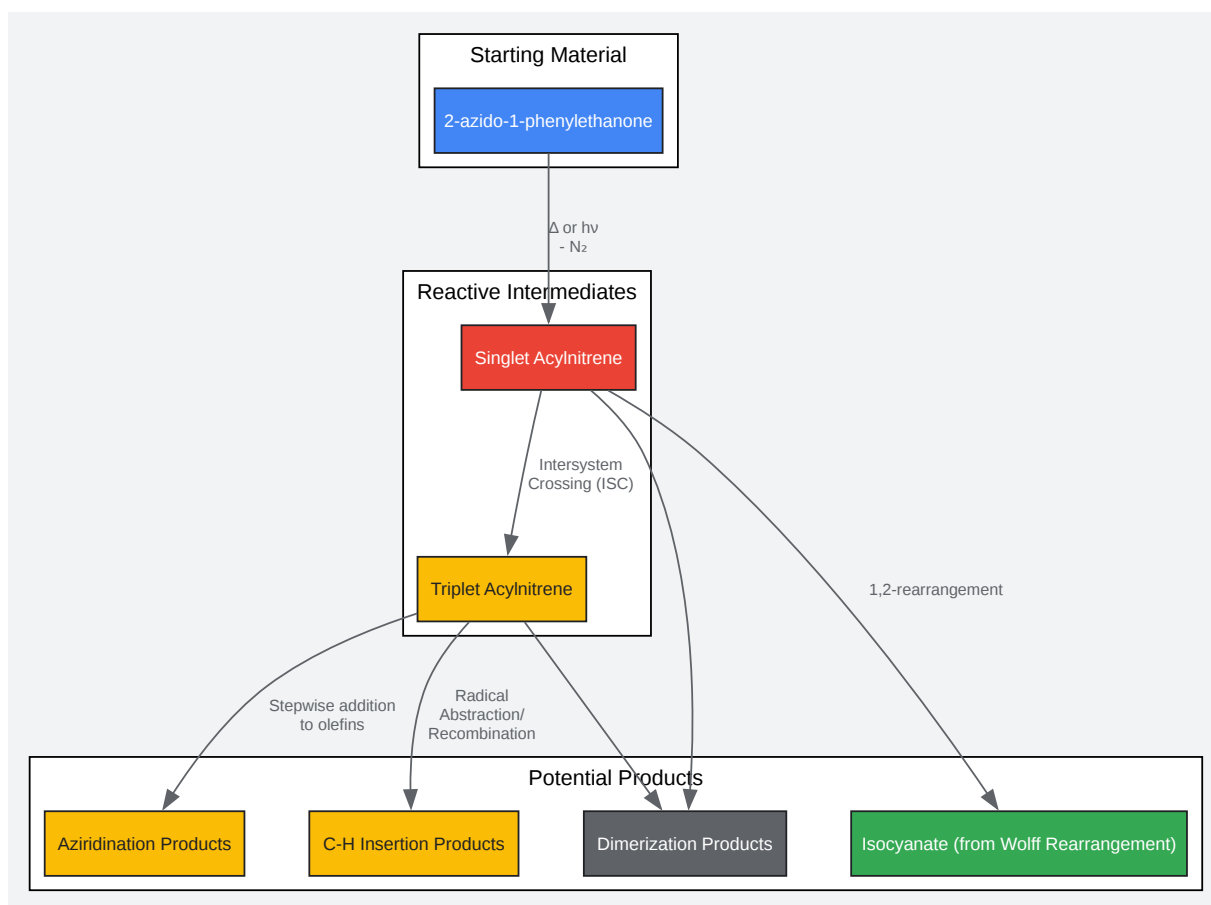 Starting Material
2-azido-1-phenylethanone
Δ or hν
- N₂
Reactive Intermediates
Singlet Acylnitrene
Intersystem
Crossing (ISC)
Triplet Acylnitrene
1,2-rearrangement
Stepwise addition
to olefins
Radical
Abstraction/
Recombination
Potential Products
Aziridination Products
C-H Insertion Products
Dimerization Products
Isocyanate (from Wolff Rearrangement)